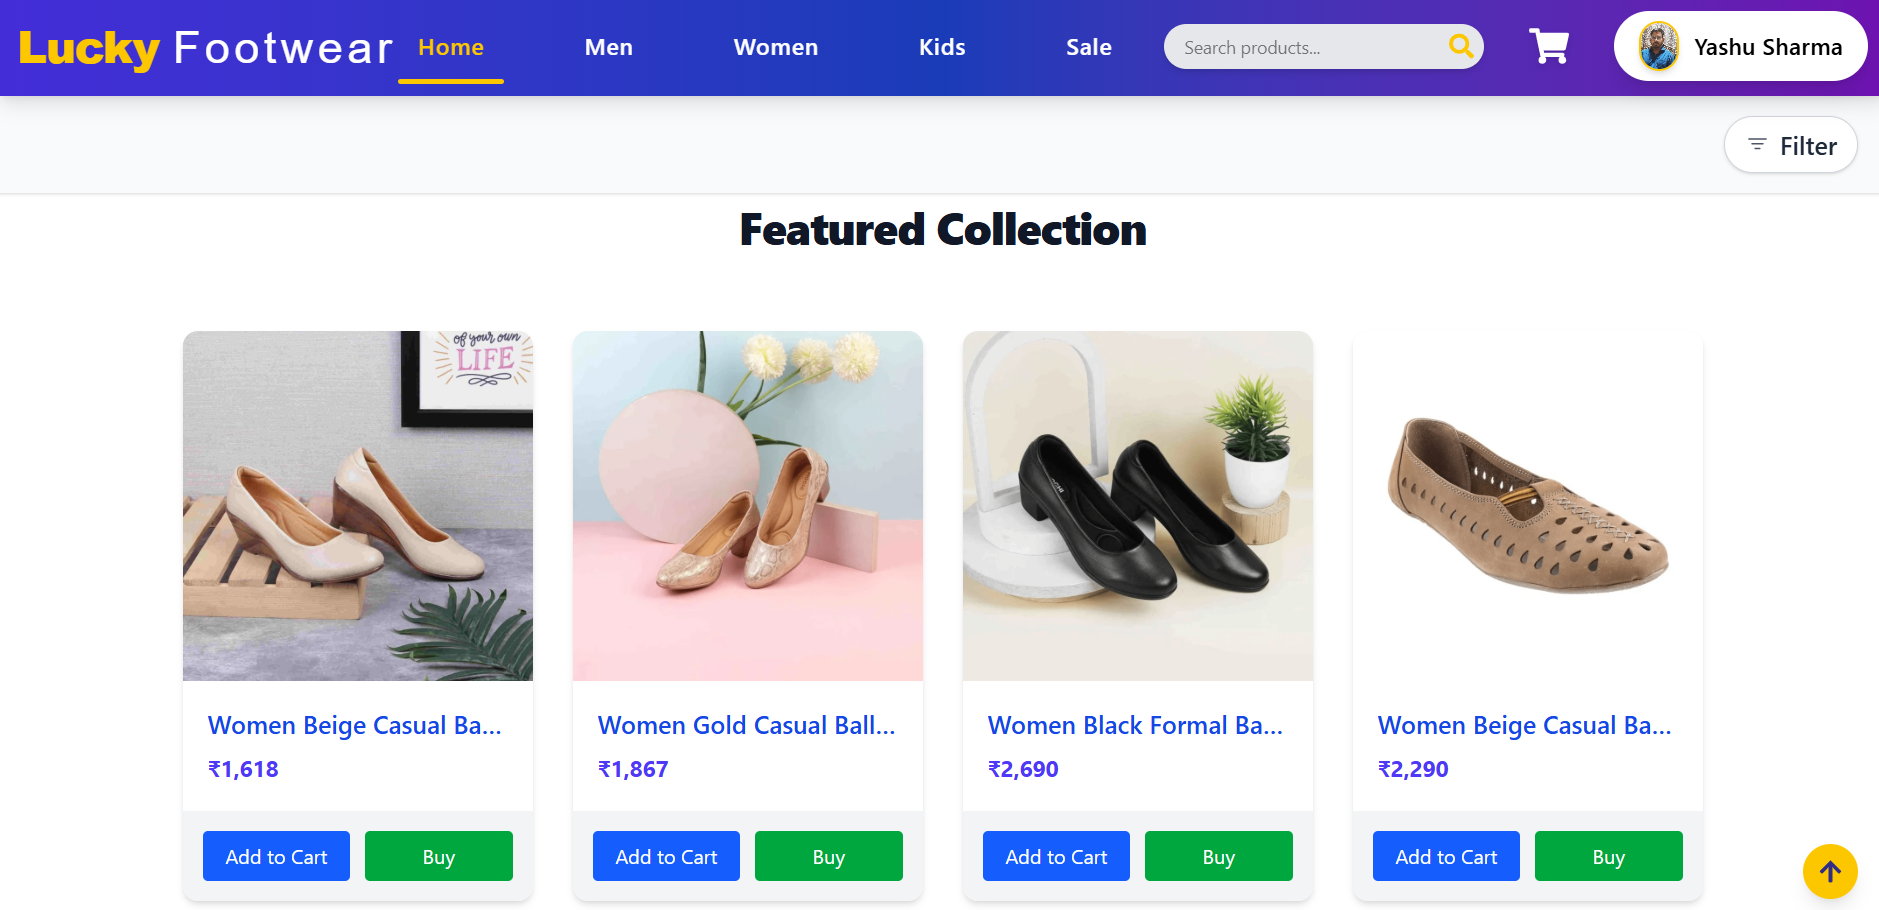 Lucky Footwear
Home
Men
Women
Kids
Sale
Search products...
Yashu Sharma
Filter
Featured Collection
of your own
LIFE
Women Beige Casual Ba...
₹1,618
Add to Cart
Buy
Women Gold Casual Ball...
₹1,867
Add to Cart
Buy
Women Black Formal Ba...
₹2,690
Add to Cart
Buy
Women Beige Casual Ba...
₹2,290
Add to Cart
Buy